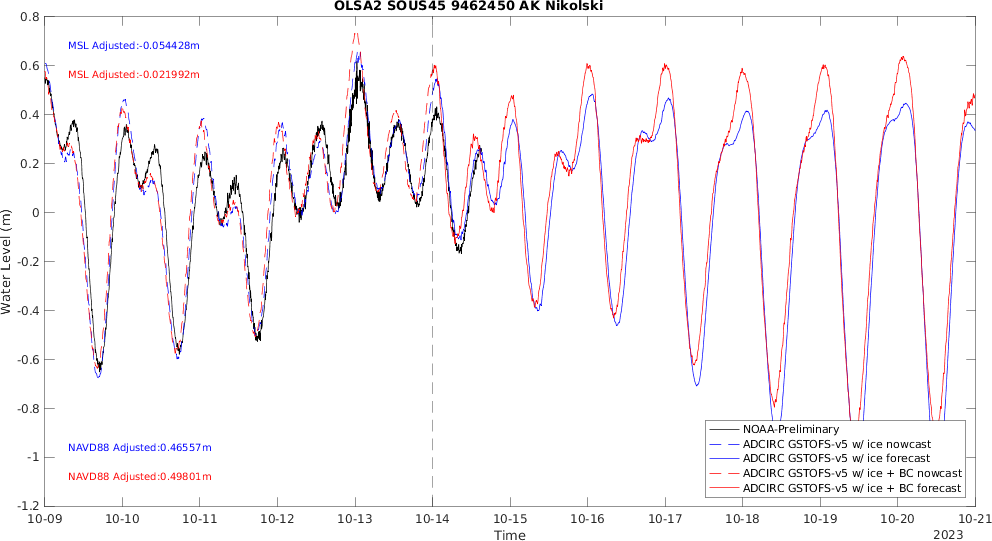 OLSA2 SOUS45 9462450 AK Nikolski
0.8
0.6
0.4
0.2
0
-0.2
-0.4
-0.6
-0.8
-1
-1.2
Water Level (m)
MSL Adjusted:-0.054428m
MSL Adjusted:-0.021992m
NAVD88 Adjusted:0.46557m
NAVD88 Adjusted:0.49801m
NOAA-Preliminary
ADCIRC GSTOFS-v5 w/ ice nowcast
ADCIRC GSTOFS-v5 w/ ice forecast
ADCIRC GSTOFS-v5 w/ ice + BC nowcast
ADCIRC GSTOFS-v5 w/ ice + BC forecast
10-09 10-10 10-11 10-12 10-13 10-14 10-15 10-16 10-17 10-18 10-19 10-20 10-21
Time
2023